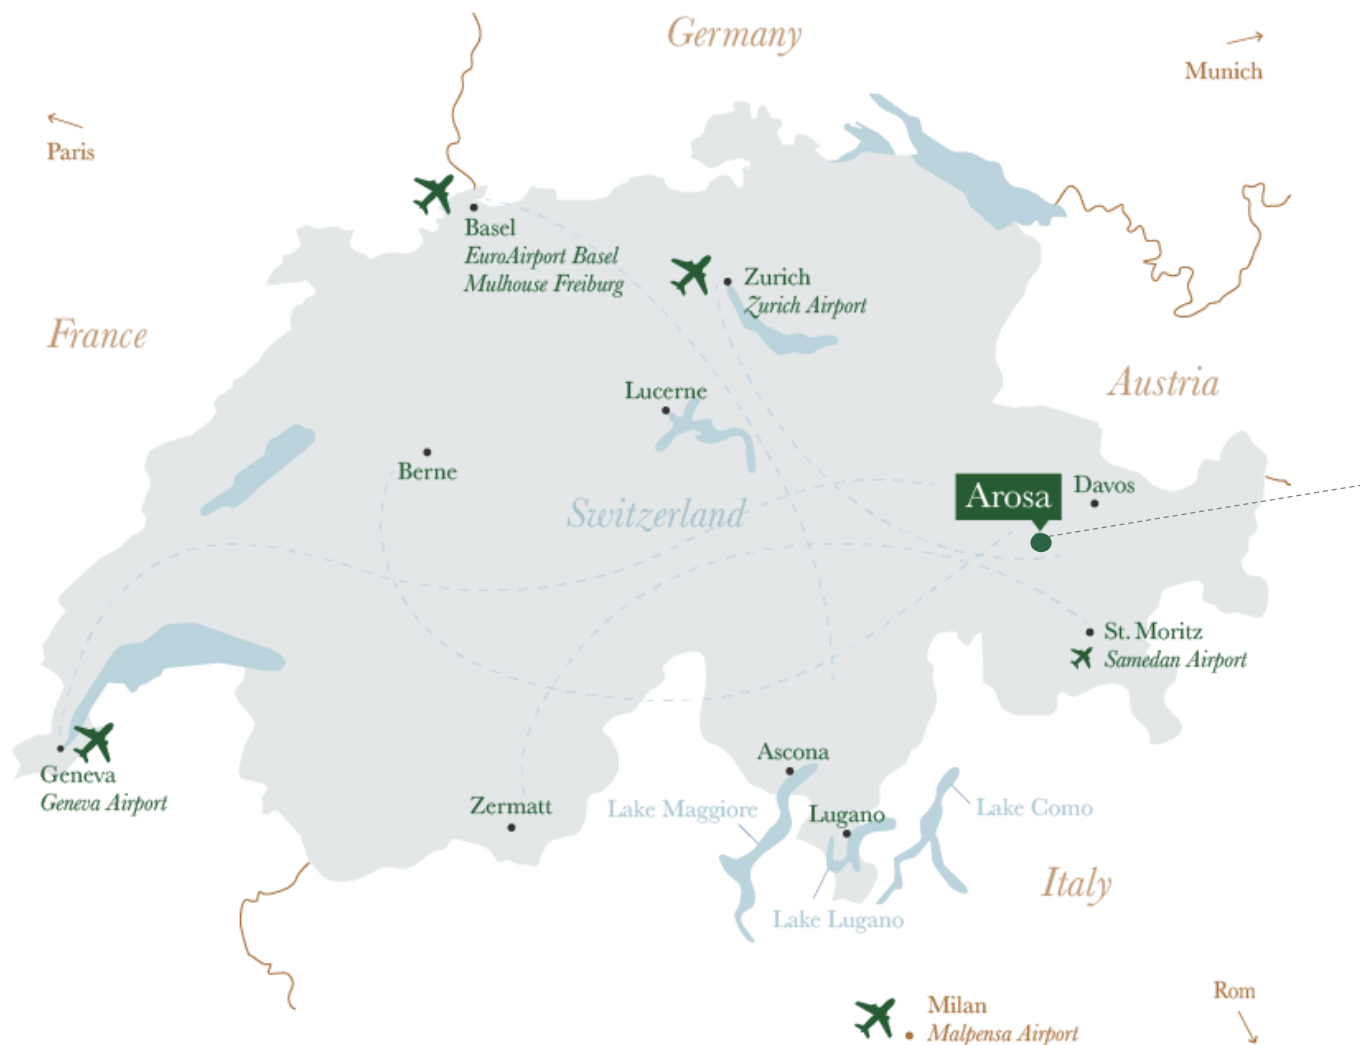 Germany
Munich
Paris
Basel
EuroAirport Basel
Mulhouse Freiburg
Zurich
Zurich Airport
France
Austria
Lucerne
Berne
Switzerland
Arosa
Davos
St. Moritz
Samedan Airport
Geneva
Geneva Airport
Ascona
Zermatt
Lake Maggiore
Lugano
Lake Como
Italy
Lake Lugano
Rom
Milan
Malpensa Airport